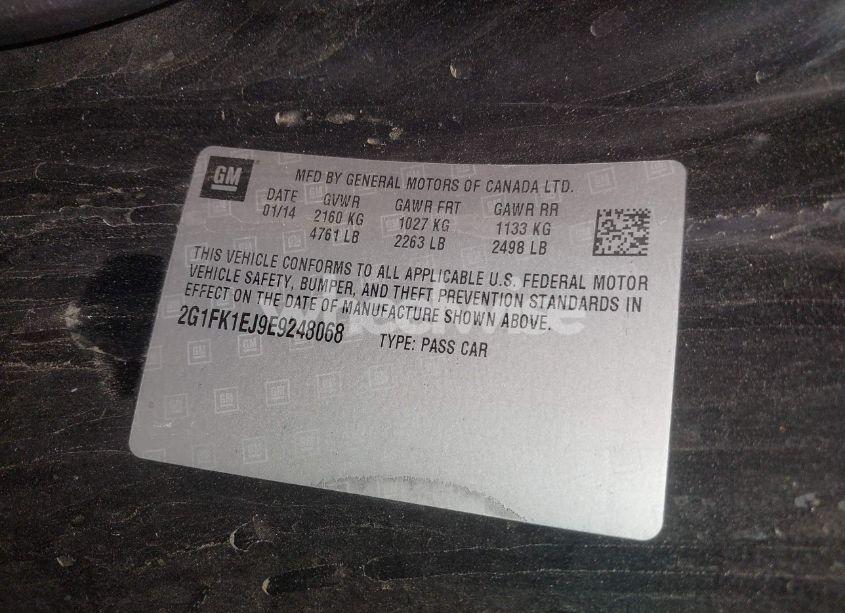 GM
MFD BY GENERAL MOTORS OF CANADA LTD.
DATE GVWR GAWR FRT GAWR RR
01/14 2160 KG 1027 KG 1133 KG
4761 LB 2263 LB 2498 LB
THIS VEHICLE CONFORMS TO ALL APPLICABLE U.S. FEDERAL MOTOR
VEHICLE SAFETY, BUMPER, AND THEFT PREVENTION STANDARDS IN
EFFECT ON THE DATE OF MANUFACTURE SHOWN ABOVE.
2G1FK1EJ9E9248068 TYPE: PASS CAR